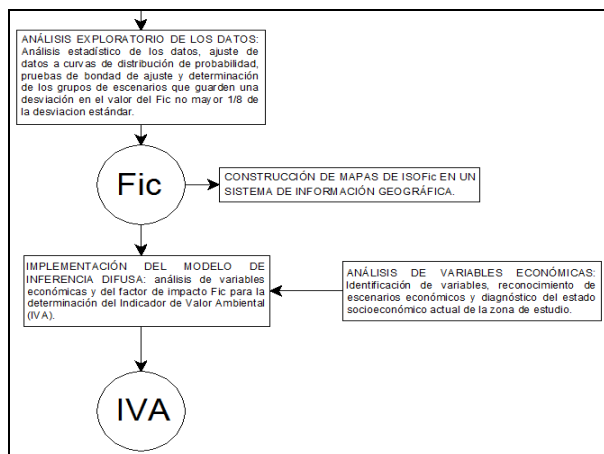 ANÁLISIS EXPLORATORIO DE LOS DATOS:
Análisis estadístico de los datos, ajuste de
datos a curvas de distribución de probabilidad,
pruebas de bondad de ajuste y determinación
de los grupos de escenarios que guarden una
desviación en el valor del Fic no mayor 1/8 de
la desviacion estándar.
Fic
CONSTRUCCIÓN DE MAPAS DE ISOFic EN UN
SISTEMA DE INFORMACIÓN GEOGRÁFICA.
IMPLEMENTACIÓN DEL MODELO DE
INFERENCIA DIFUSA: análisis de variables
económicas y del factor de impacto Fic para la
determinación del Indicador de Valor Ambiental
(IVA).
ANÁLISIS DE VARIABLES ECONÓMICAS:
Identificación de variables, reconocimiento de
escenarios económicos y diagnóstico del estado
socioeconómico actual de la zona de estudio.
IVA